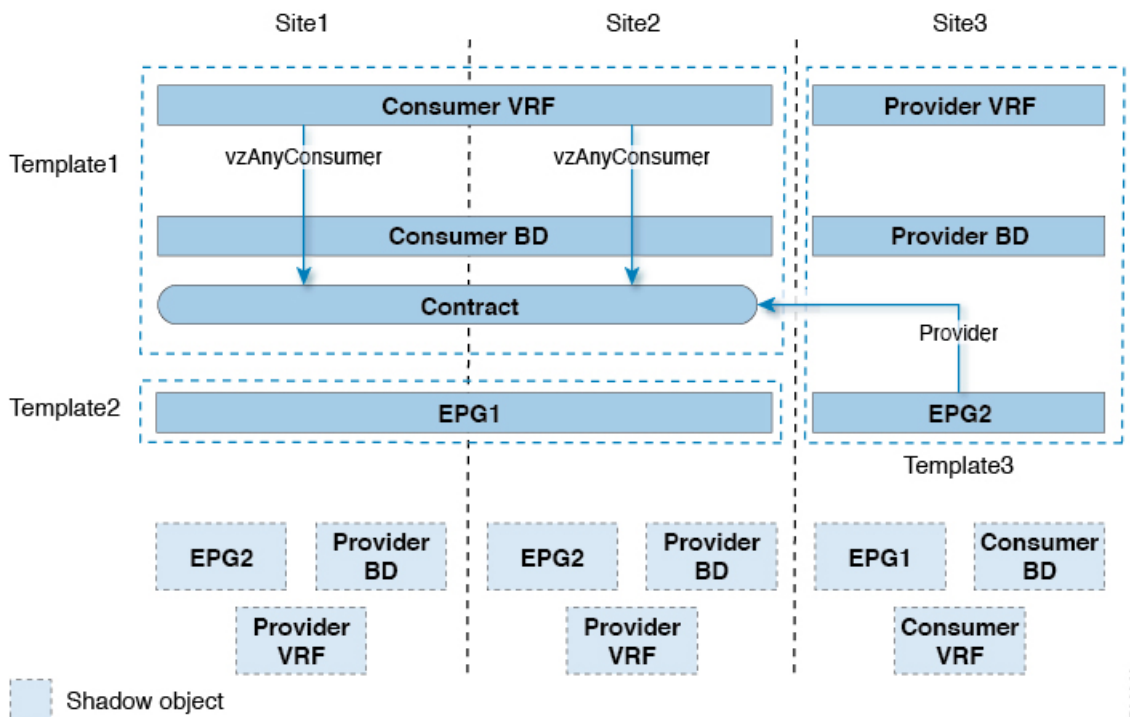 Site1
Site2
Site3
Consumer VRF
Provider VRF
Template1
vzAnyConsumer
vzAnyConsumer
Consumer BD
Provider BD
Contract
Provider
Template2
EPG1
EPG2
Template3
EPG2
Provider
BD
EPG2
Provider
BD
EPG1
Consumer
BD
Provider
VRF
Provider
VRF
Consumer
VRF
Shadow object